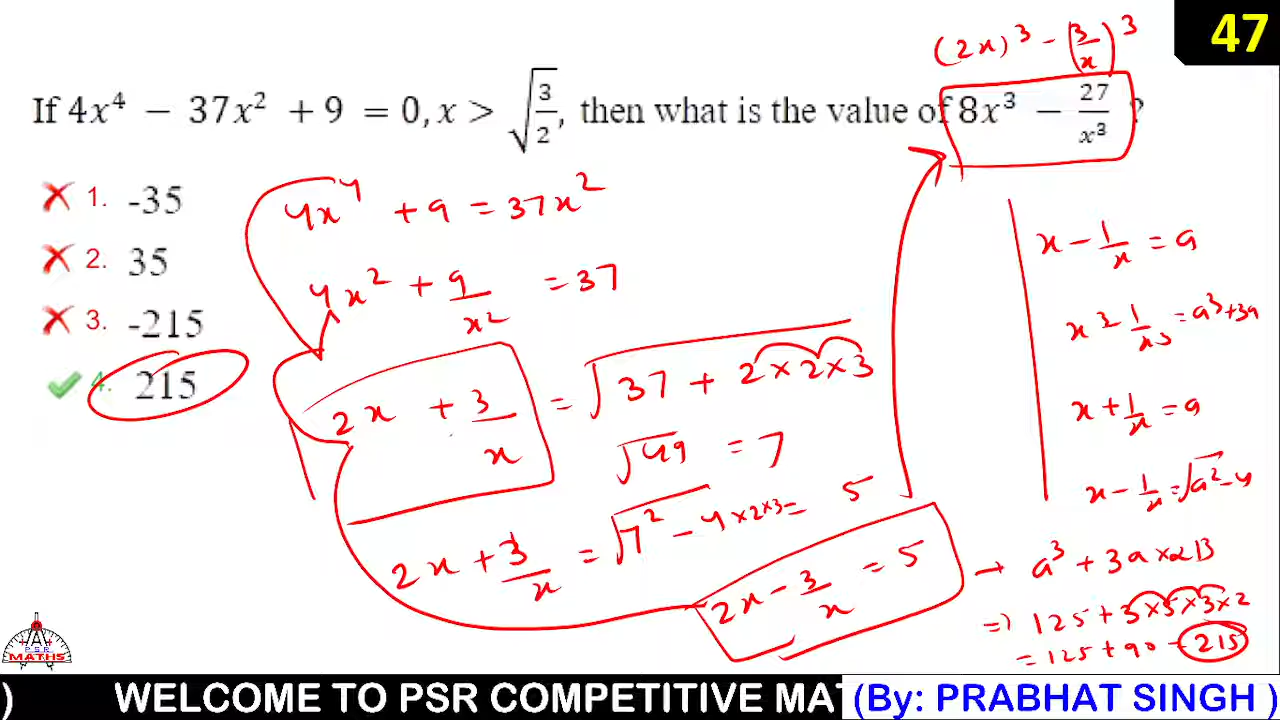 47
(2x)³ - (3/x)³
If 4x⁴ − 37x² + 9 = 0, x > √(3/2), then what is the value of 8x³ − 27/x³ ?
1. -35
2. 35
3. -215
4. 215
4x⁴ + 9 = 37x²
4x² + 9/x² = 37
2x + 3/x = √(37 + 2×2×3)
√49 = 7
2x + 3/x = √(7² - 4×2×3) = 5
2x - 3/x = 5
x - 1/x = a
x³ - 1/x³ = a³+3a
x + 1/x = a
x - 1/x = √(a² - 4)
→ a³ + 3a×2B
=) 125 + 3×5×3×2
= 125 + 90 - 215
PSR
MATHS
) WELCOME TO PSR COMPETITIVE MA
(By: PRABHAT SINGH )